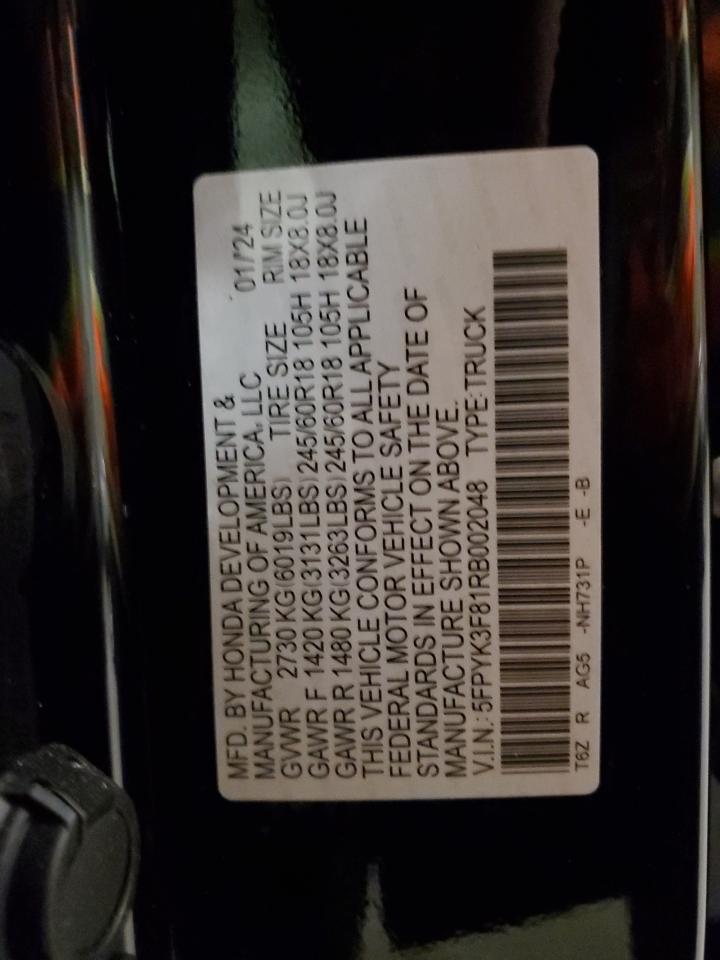 MFD. BY HONDA DEVELOPMENT &
MANUFACTURING OF AMERICA, LLC 01/24
GVWR 2730 KG(6019LBS) TIRE SIZE RIM SIZE
GAWR F 1420 KG(3131LBS) 245/60R18 105H 18X8.0J
GAWR R 1480 KG(3263LBS) 245/60R18 105H 18X8.0J
THIS VEHICLE CONFORMS TO ALL APPLICABLE
FEDERAL MOTOR VEHICLE SAFETY
STANDARDS IN EFFECT ON THE DATE OF
MANUFACTURE SHOWN ABOVE.
V.I.N.: 5FPYK3F81RB002048 TYPE:TRUCK
T6Z R AG5 -NH731P -E -B